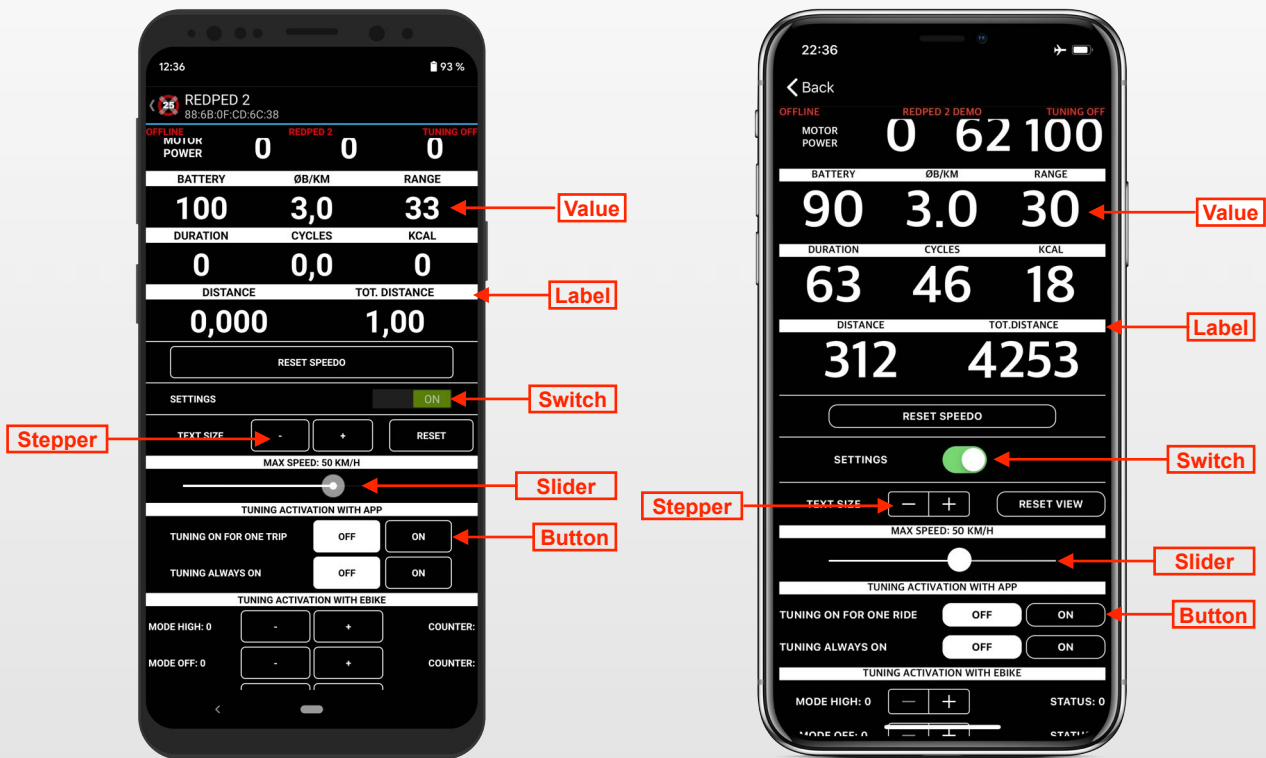 12:36 93 %
REDPED 2
88:6B:0F:CD:6C:38
25
OFFLINE REDPED 2 TUNING OFF
MOTOR
POWER 0 0 0
BATTERY ØB/KM RANGE
100 3,0 33
DURATION CYCLES KCAL
0 0,0 0
DISTANCE TOT. DISTANCE
0,000 1,00
RESET SPEEDO
SETTINGS ON
TEXT SIZE - + RESET
MAX SPEED: 50 KM/H
TUNING ACTIVATION WITH APP
TUNING ON FOR ONE TRIP OFF ON
TUNING ALWAYS ON OFF ON
TUNING ACTIVATION WITH EBIKE
MODE HIGH: 0 - + COUNTER:
MODE OFF: 0 - + COUNTER:
Value
Label
Switch
Stepper
Slider
Button
22:36
Back
OFFLINE REDPED 2 DEMO TUNING OFF
MOTOR
POWER 0 62 100
BATTERY ØB/KM RANGE
90 3.0 30
DURATION CYCLES KCAL
63 46 18
DISTANCE TOT.DISTANCE
312 4253
RESET SPEEDO
SETTINGS
TEXT SIZE − + RESET VIEW
MAX SPEED: 50 KM/H
TUNING ACTIVATION WITH APP
TUNING ON FOR ONE RIDE OFF ON
TUNING ALWAYS ON OFF ON
TUNING ACTIVATION WITH EBIKE
MODE HIGH: 0 − + STATUS: 0
MODE OFF: 0 − +
Value
Label
Switch
Stepper
Slider
Button